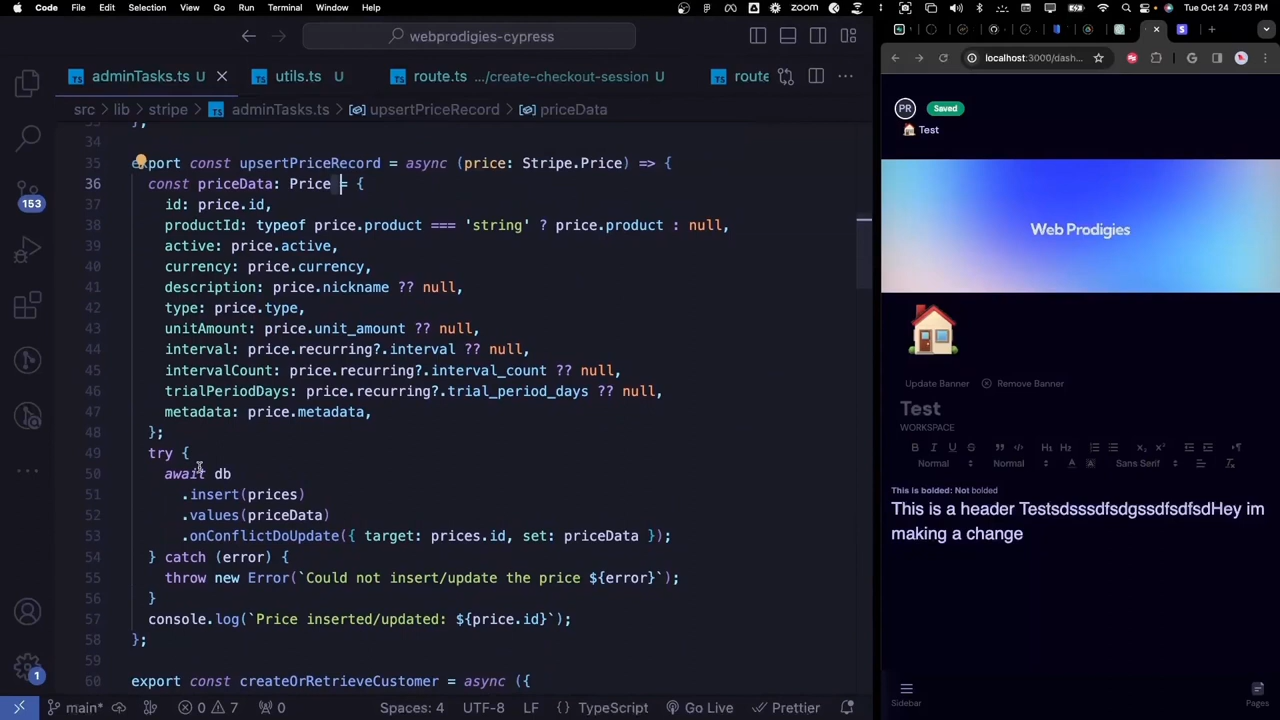 Code File Edit Selection View Go Run Terminal Window Help zoom Tue Oct 24 7:03 PM
webprodigies-cypress
localhost:3000/dash...
TS adminTasks.ts U TS utils.ts U TS route.ts .../create-checkout-session U TS route
src > lib > stripe > TS adminTasks.ts > upsertPriceRecord > priceData
PR Saved
Test
34
35 export const upsertPriceRecord = async (price: Stripe.Price) => {
36 const priceData: Price = {
37 id: price.id,
38 productId: typeof price.product === 'string' ? price.product : null,
39 active: price.active,
40 currency: price.currency,
41 description: price.nickname ?? null,
42 type: price.type,
43 unitAmount: price.unit_amount ?? null,
44 interval: price.recurring?.interval ?? null,
45 intervalCount: price.recurring?.interval_count ?? null,
46 trialPeriodDays: price.recurring?.trial_period_days ?? null,
47 metadata: price.metadata,
48 };
49 try {
50 await db
51 .insert(prices)
52 .values(priceData)
53 .onConflictDoUpdate({ target: prices.id, set: priceData });
54 } catch (error) {
55 throw new Error(`Could not insert/update the price ${error}`);
56 }
57 console.log(`Price inserted/updated: ${price.id}`);
58 };
59
60 export const createOrRetrieveCustomer = async ({
153
1
Web Prodigies
Update Banner Remove Banner
Test
WORKSPACE
B I U S H1 H2
Normal Normal A A Sans Serif
This is bolded: Not bolded
This is a header TestsdsssdfsdgssdfsdfsdHey im
making a change
Sidebar Pages
main* 0 7 0 Spaces: 4 UTF-8 LF {} TypeScript Go Live Prettier